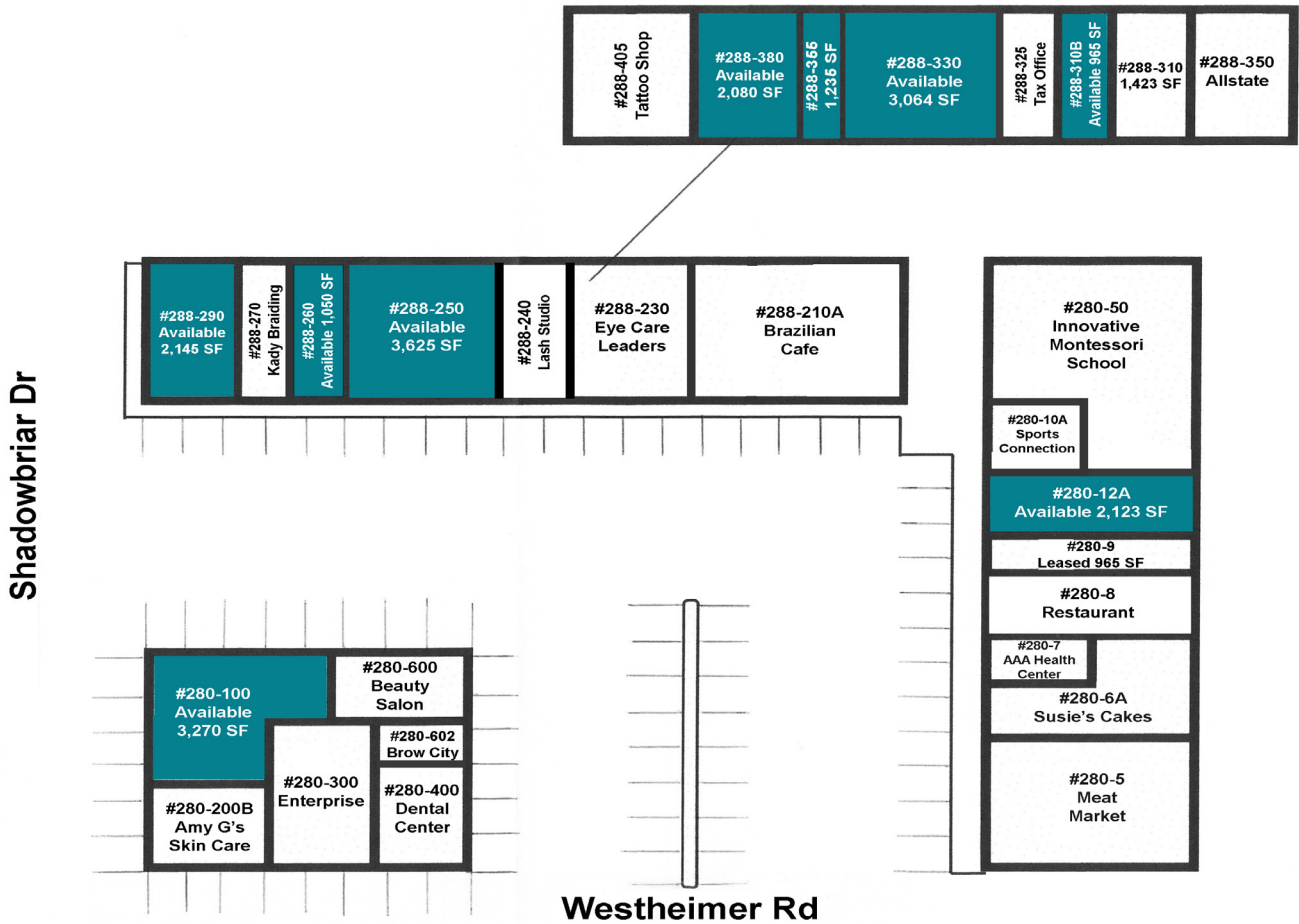 #288-405
Tattoo Shop
#288-380
Available
2,080 SF
#288-355
1,235 SF
#288-330
Available
3,064 SF
#288-325
Tax Office
#288-310B
Available 965 SF
#288-310
1,423 SF
#288-350
Allstate
#288-290
Available
2,145 SF
#288-270
Kady Braiding
#288-260
Available 1,050 SF
#288-250
Available
3,625 SF
#288-240
Lash Studio
#288-230
Eye Care
Leaders
#288-210A
Brazilian
Cafe
#280-50
Innovative
Montessori
School
#280-10A
Sports
Connection
#280-12A
Available 2,123 SF
#280-9
Leased 965 SF
#280-8
Restaurant
#280-7
AAA Health
Center
#280-6A
Susie's Cakes
#280-5
Meat
Market
Shadowbriar Dr
#280-100
Available
3,270 SF
#280-600
Beauty
Salon
#280-602
Brow City
#280-300
Enterprise
#280-400
Dental
Center
#280-200B
Amy G's
Skin Care
Westheimer Rd